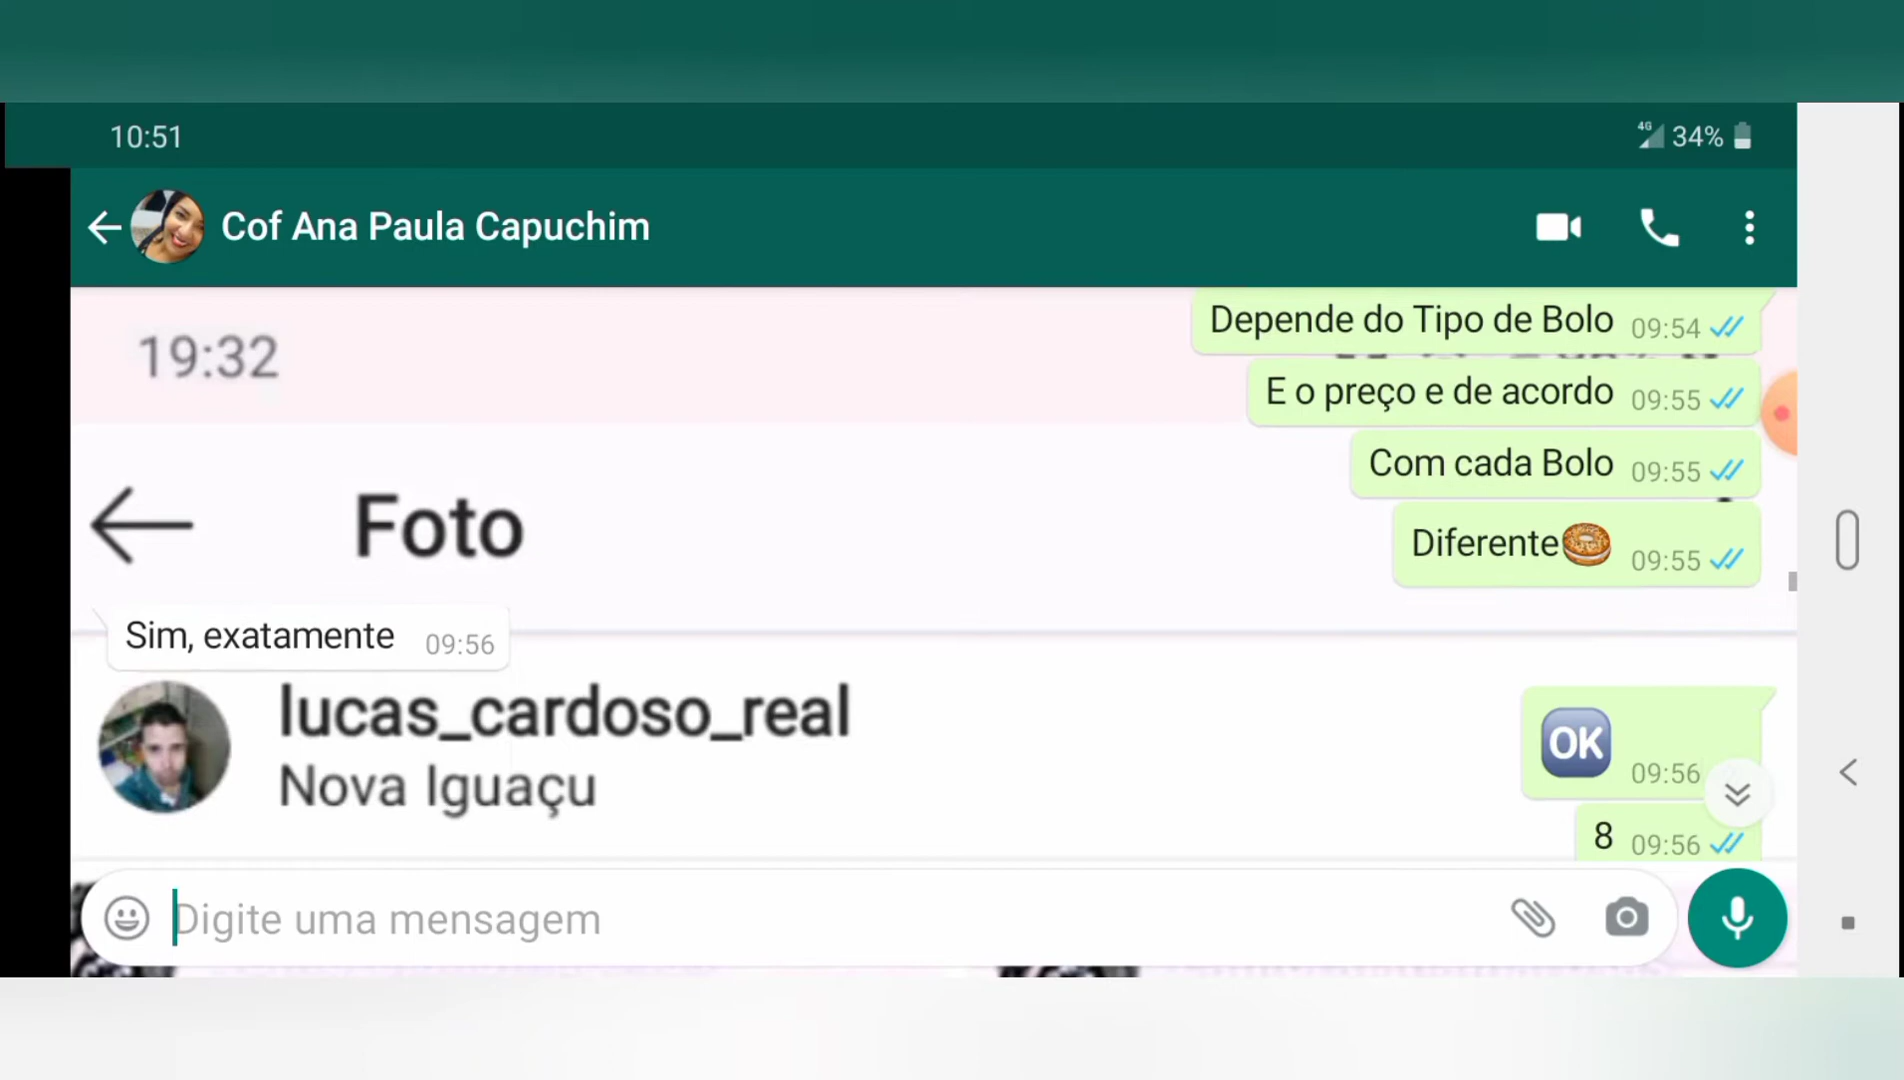 10:51
4G 34%
Cof Ana Paula Capuchim
Depende do Tipo de Bolo 09:54
19:32
E o preço e de acordo 09:55
Com cada Bolo 09:55
Foto
Diferente 09:55
Sim, exatamente 09:56
lucas_cardoso_real
Nova Iguaçu
OK 09:56
8 09:56
Digite uma mensagem